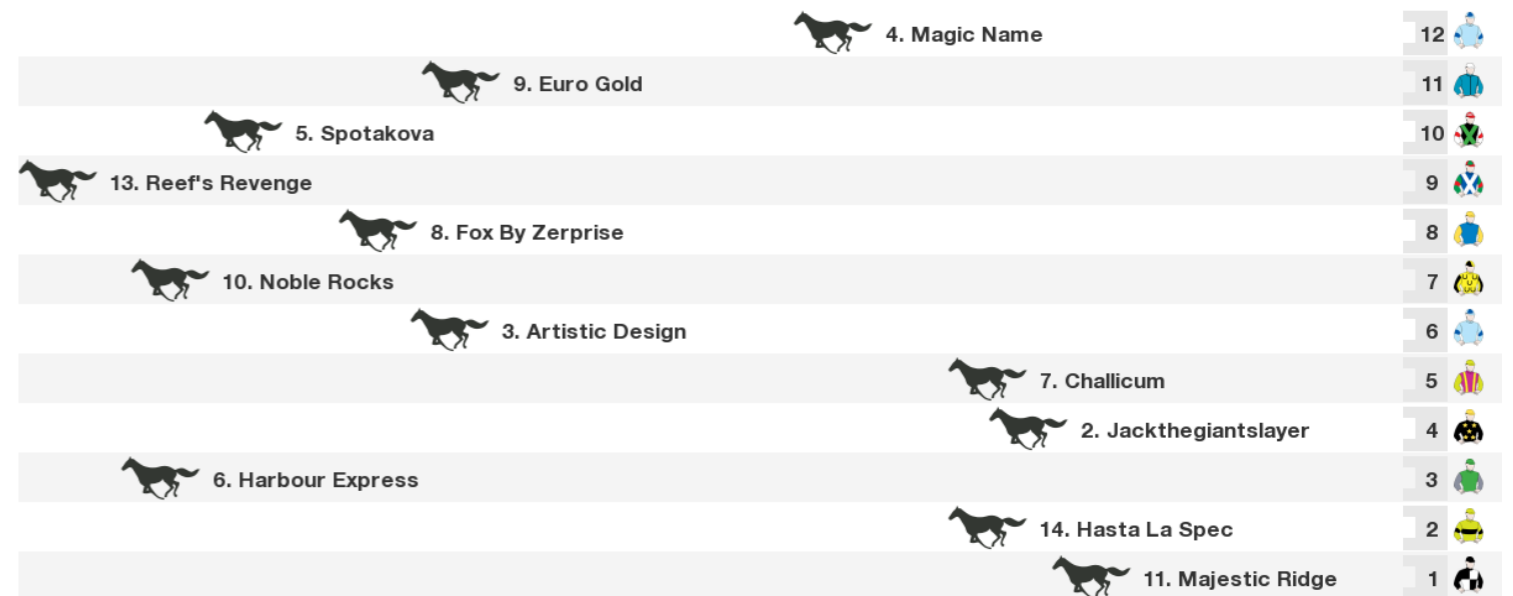 4. Magic Name 12
9. Euro Gold 11
5. Spotakova 10
13. Reef's Revenge 9
8. Fox By Zerprise 8
10. Noble Rocks 7
3. Artistic Design 6
7. Challicum 5
2. Jackthegiantslayer 4
6. Harbour Express 3
14. Hasta La Spec 2
11. Majestic Ridge 1